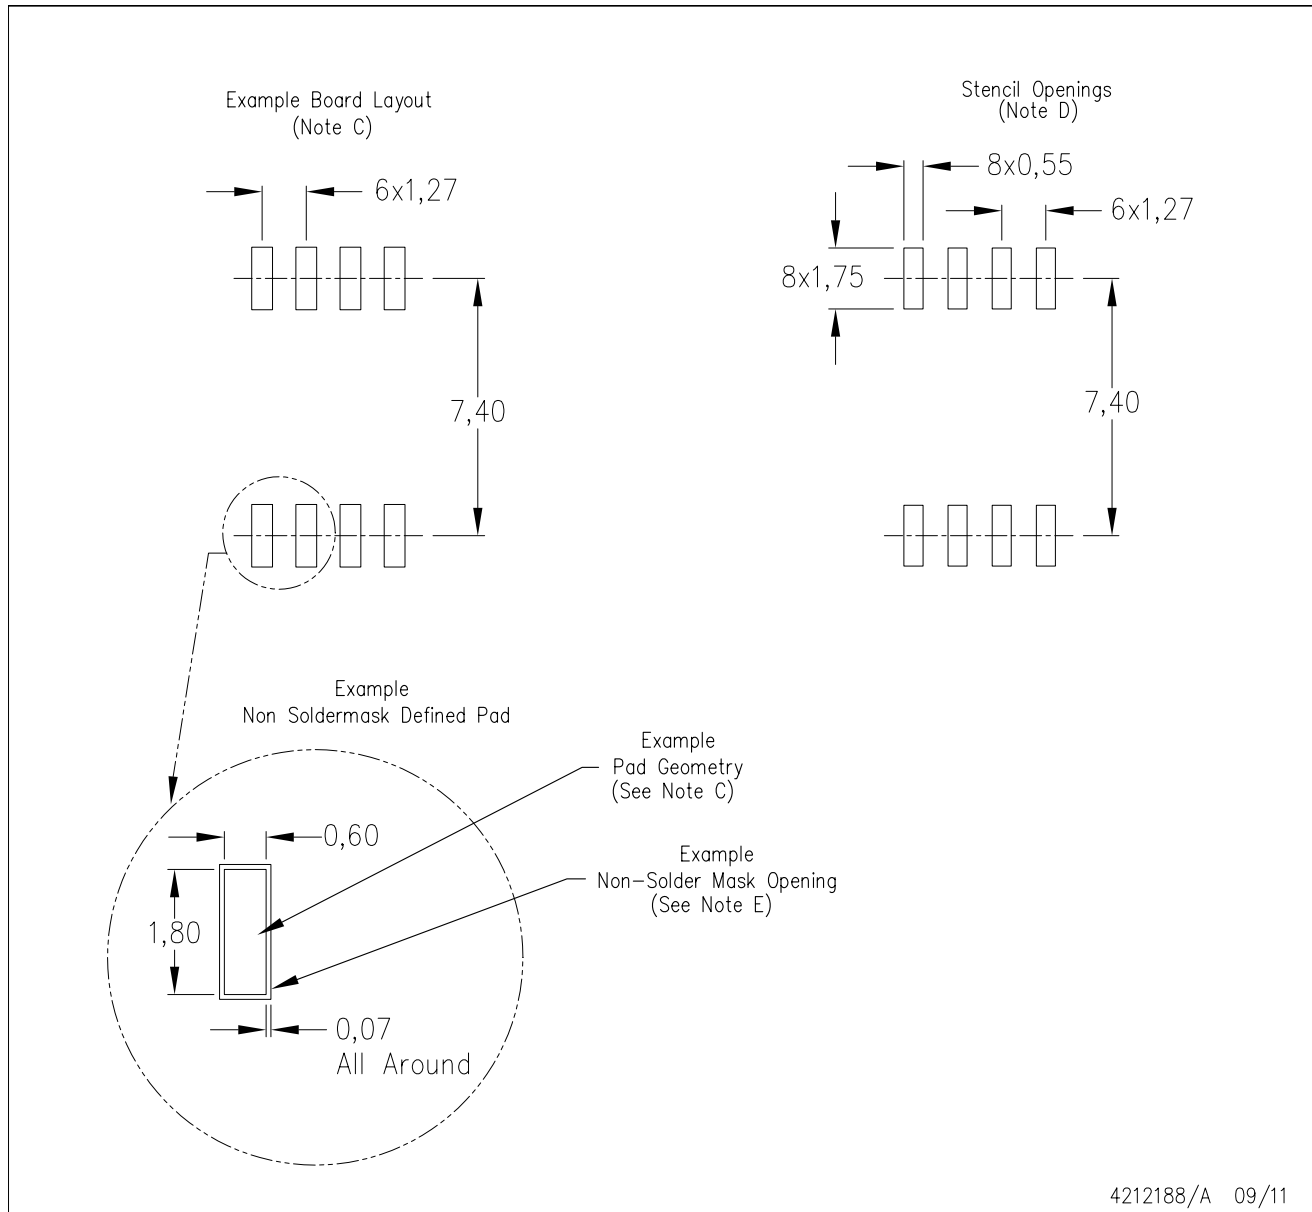 Example Board Layout
(Note C)
6x1,27
7,40
Stencil Openings
(Note D)
8x0,55
6x1,27
8x1,75
7,40
Example
Non Soldermask Defined Pad
Example
Pad Geometry
(See Note C)
0,60
Example
Non-Solder Mask Opening
(See Note E)
1,80
0,07
All Around
4212188/A 09/11